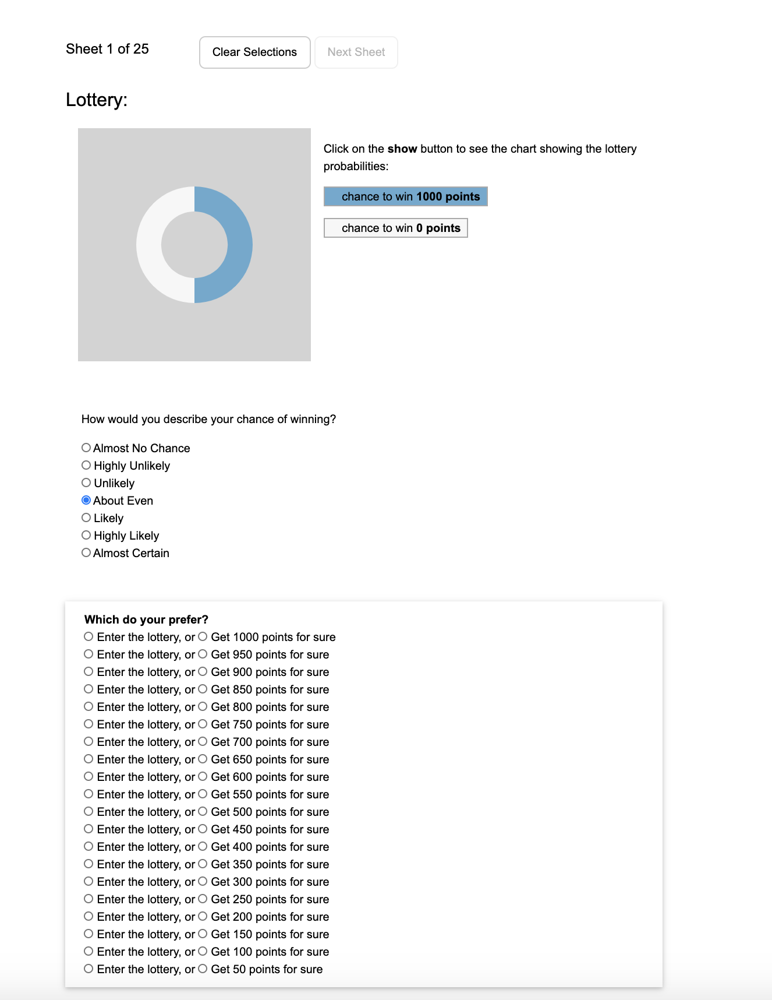 Sheet 1 of 25
Clear Selections
Next Sheet
Lottery:
Click on the show button to see the chart showing the lottery
probabilities:
chance to win 1000 points
chance to win 0 points
How would you describe your chance of winning?
Almost No Chance
Highly Unlikely
Unlikely
About Even
Likely
Highly Likely
Almost Certain
Which do your prefer?
Enter the lottery, or Get 1000 points for sure
Enter the lottery, or Get 950 points for sure
Enter the lottery, or Get 900 points for sure
Enter the lottery, or Get 850 points for sure
Enter the lottery, or Get 800 points for sure
Enter the lottery, or Get 750 points for sure
Enter the lottery, or Get 700 points for sure
Enter the lottery, or Get 650 points for sure
Enter the lottery, or Get 600 points for sure
Enter the lottery, or Get 550 points for sure
Enter the lottery, or Get 500 points for sure
Enter the lottery, or Get 450 points for sure
Enter the lottery, or Get 400 points for sure
Enter the lottery, or Get 350 points for sure
Enter the lottery, or Get 300 points for sure
Enter the lottery, or Get 250 points for sure
Enter the lottery, or Get 200 points for sure
Enter the lottery, or Get 150 points for sure
Enter the lottery, or Get 100 points for sure
Enter the lottery, or Get 50 points for sure